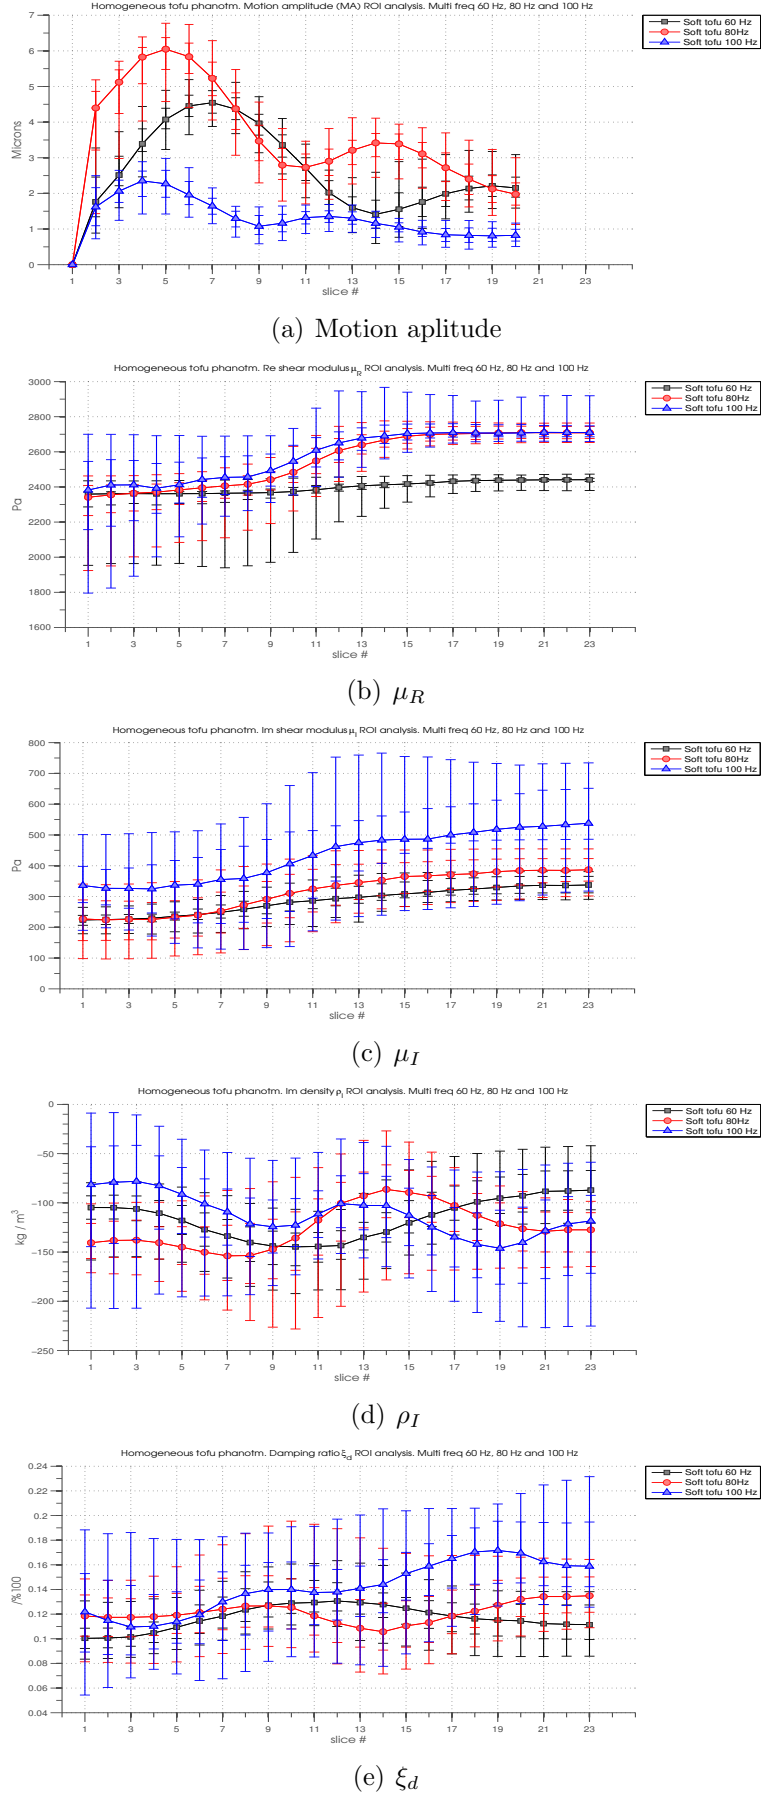 Homogeneous tofu phanotm. Motion amplitude (MA) ROI analysis. Multi freq 60 Hz, 80 Hz and 100 Hz
Soft tofu 60 Hz
Soft tofu 80Hz
Soft tofu 100 Hz
Microns
7
6
5
4
3
2
1
0
1 3 5 7 9 11 13 15 17 19 21 23
slice #
(a) Motion aplitude
Homogeneous tofu phanotm. Re shear modulus μR ROI analysis. Multi freq 60 Hz, 80 Hz and 100 Hz
Soft tofu 60 Hz
Soft tofu 80Hz
Soft tofu 100 Hz
Pa
3000
2800
2600
2400
2200
2000
1800
1600
1 3 5 7 9 11 13 15 17 19 21 23
slice #
(b) μR
Homogeneous tofu phanotm. Im shear modulus μI ROI analysis. Multi freq 60 Hz, 80 Hz and 100 Hz
Soft tofu 60 Hz
Soft tofu 80Hz
Soft tofu 100 Hz
Pa
800
700
600
500
400
300
200
100
0
1 3 5 7 9 11 13 15 17 19 21 23
slice #
(c) μI
Homogeneous tofu phanotm. Im density ρI ROI analysis. Multi freq 60 Hz, 80 Hz and 100 Hz
Soft tofu 60 Hz
Soft tofu 80Hz
Soft tofu 100 Hz
kg / m³
0
−50
−100
−150
−200
−250
1 3 5 7 9 11 13 15 17 19 21 23
slice #
(d) ρI
Homogeneous tofu phanotm. Damping ratio ξd ROI analysis. Multi freq 60 Hz, 80 Hz and 100 Hz
Soft tofu 60 Hz
Soft tofu 80Hz
Soft tofu 100 Hz
/%100
0.24
0.22
0.2
0.18
0.16
0.14
0.12
0.1
0.08
0.06
0.04
1 3 5 7 9 11 13 15 17 19 21 23
slice #
(e) ξd